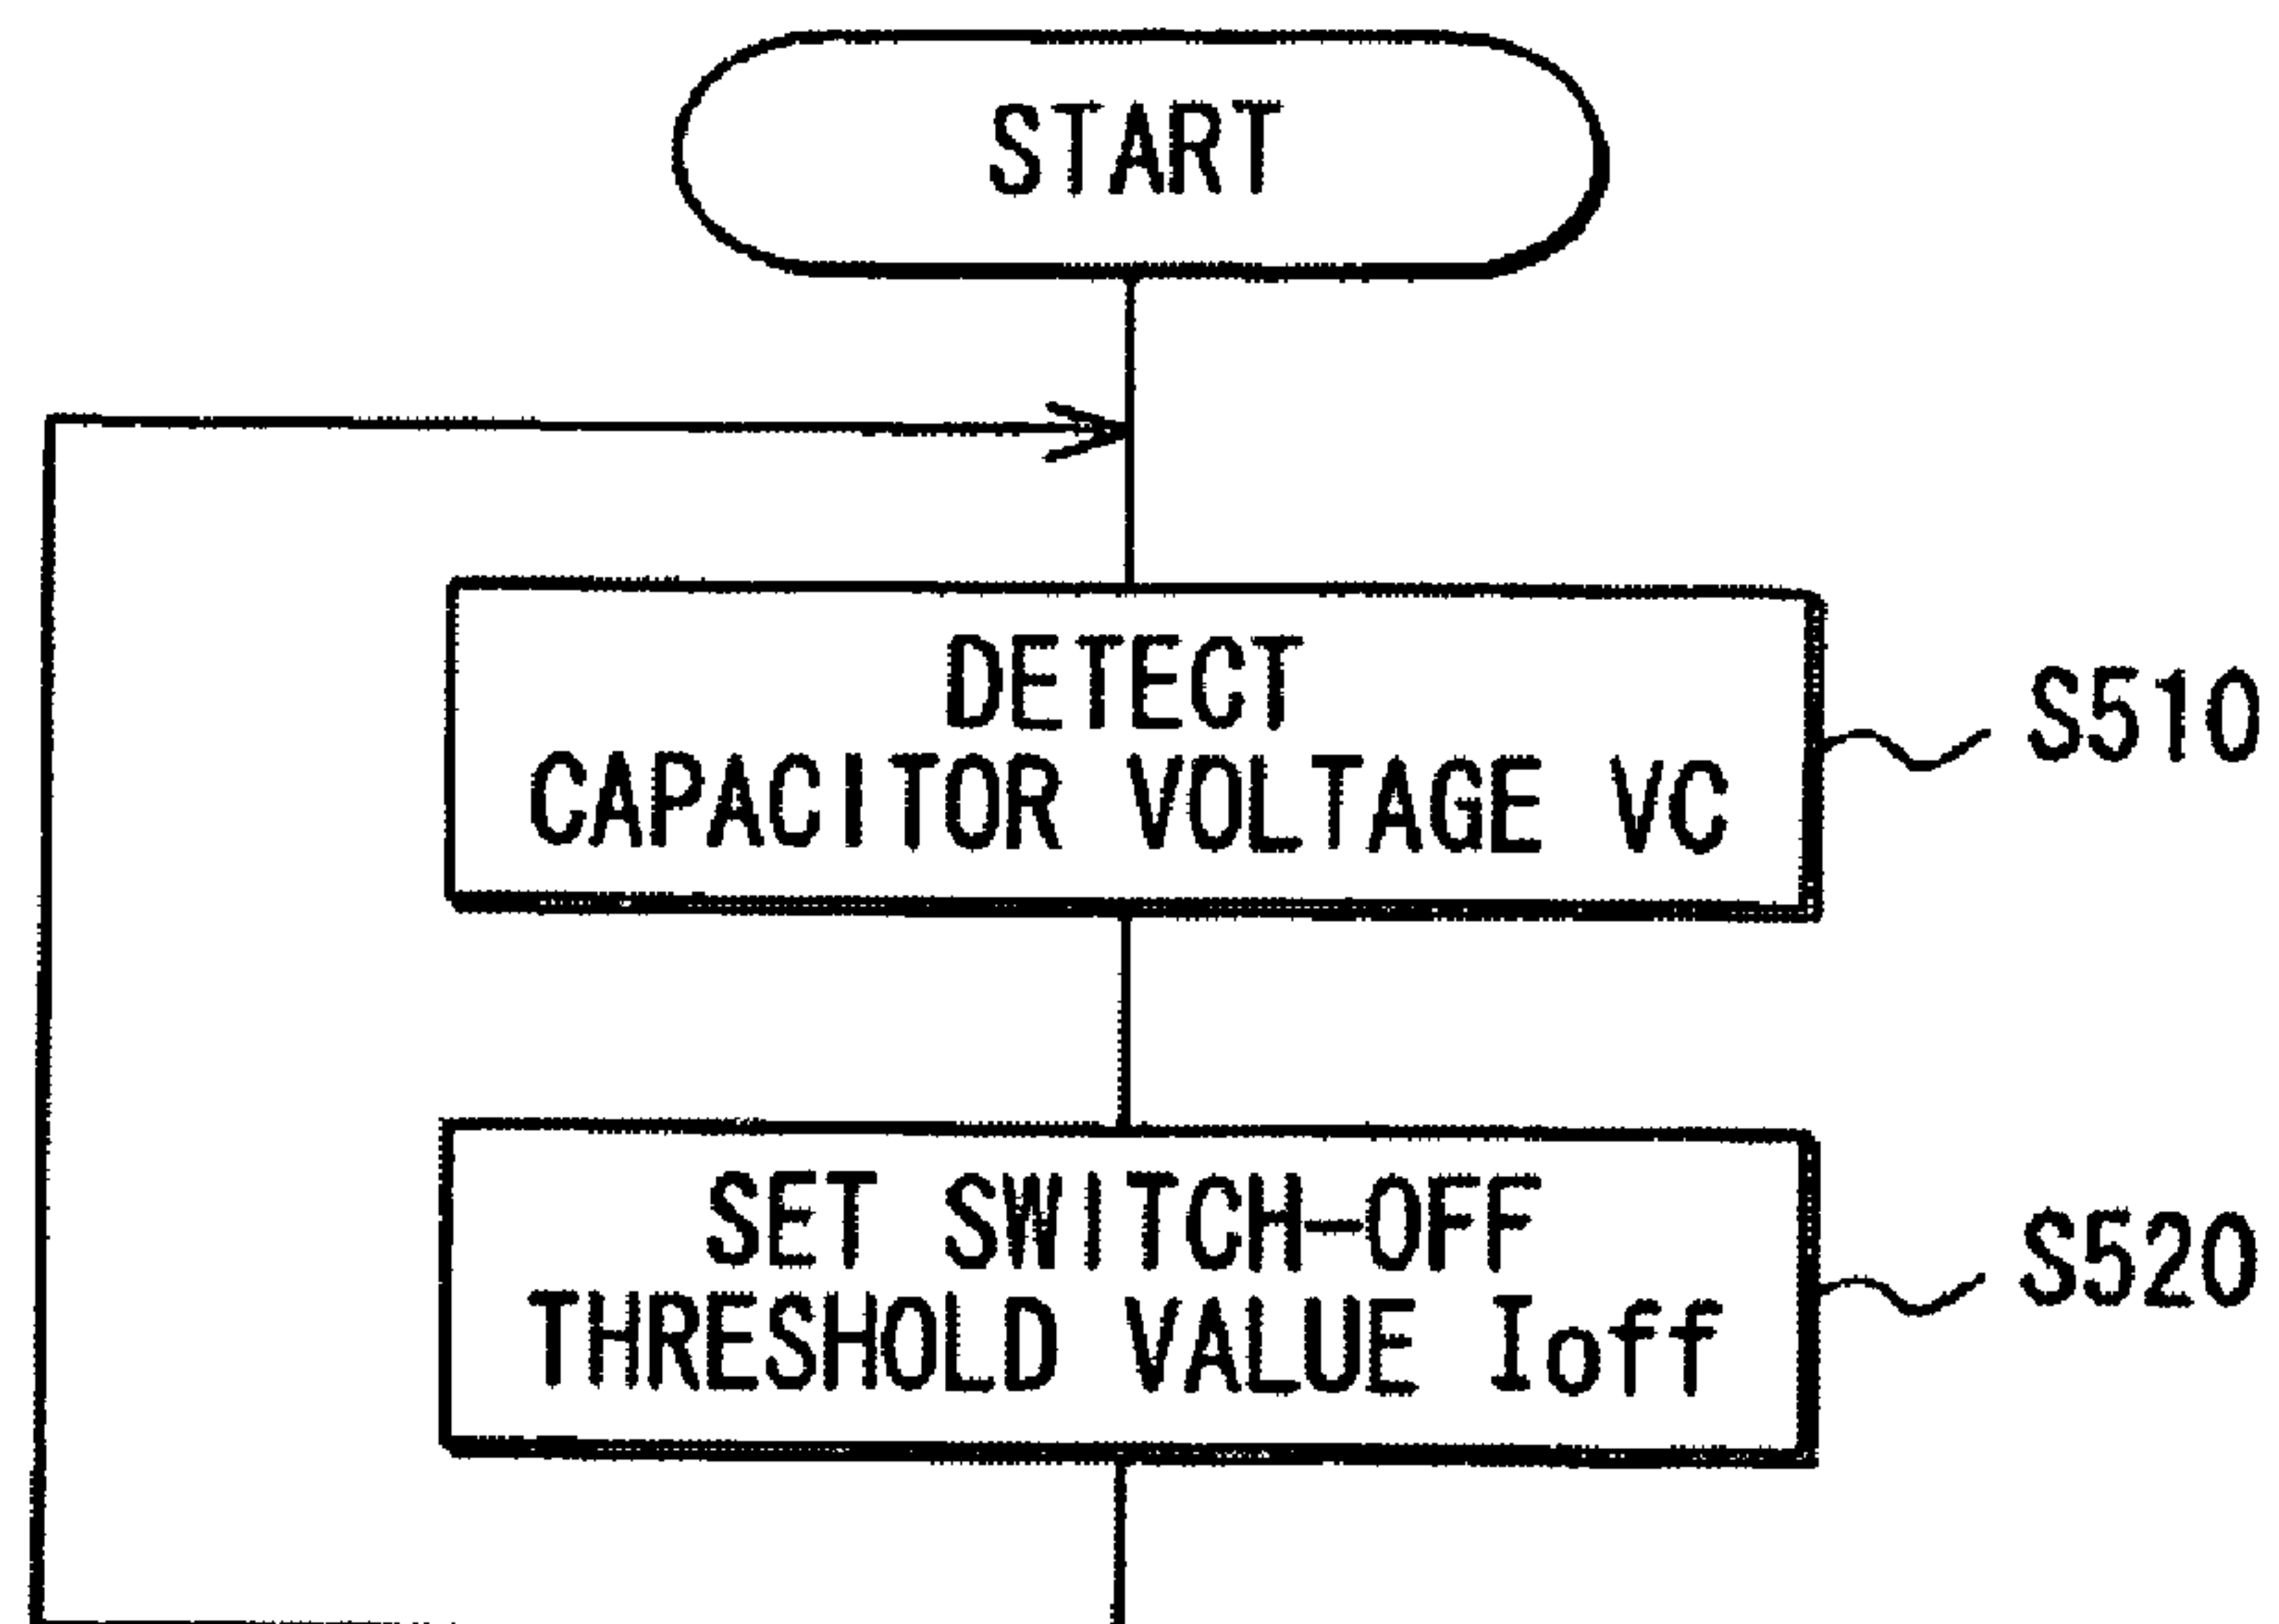 START
DETECT
CAPACITOR VOLTAGE VC
S510
SET SWITCH-OFF
THRESHOLD VALUE Ioff
S520